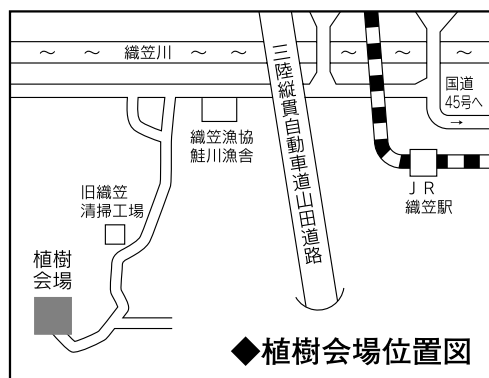 ～ ～ 織笠川 ～ ～ ～ ～ ～
三陸縦貫自動車道山田道路
国道
45号へ
→
織笠漁協
鮭川漁舎
ＪＲ
織笠駅
旧織笠
清掃工場
植樹
会場
◆植樹会場位置図